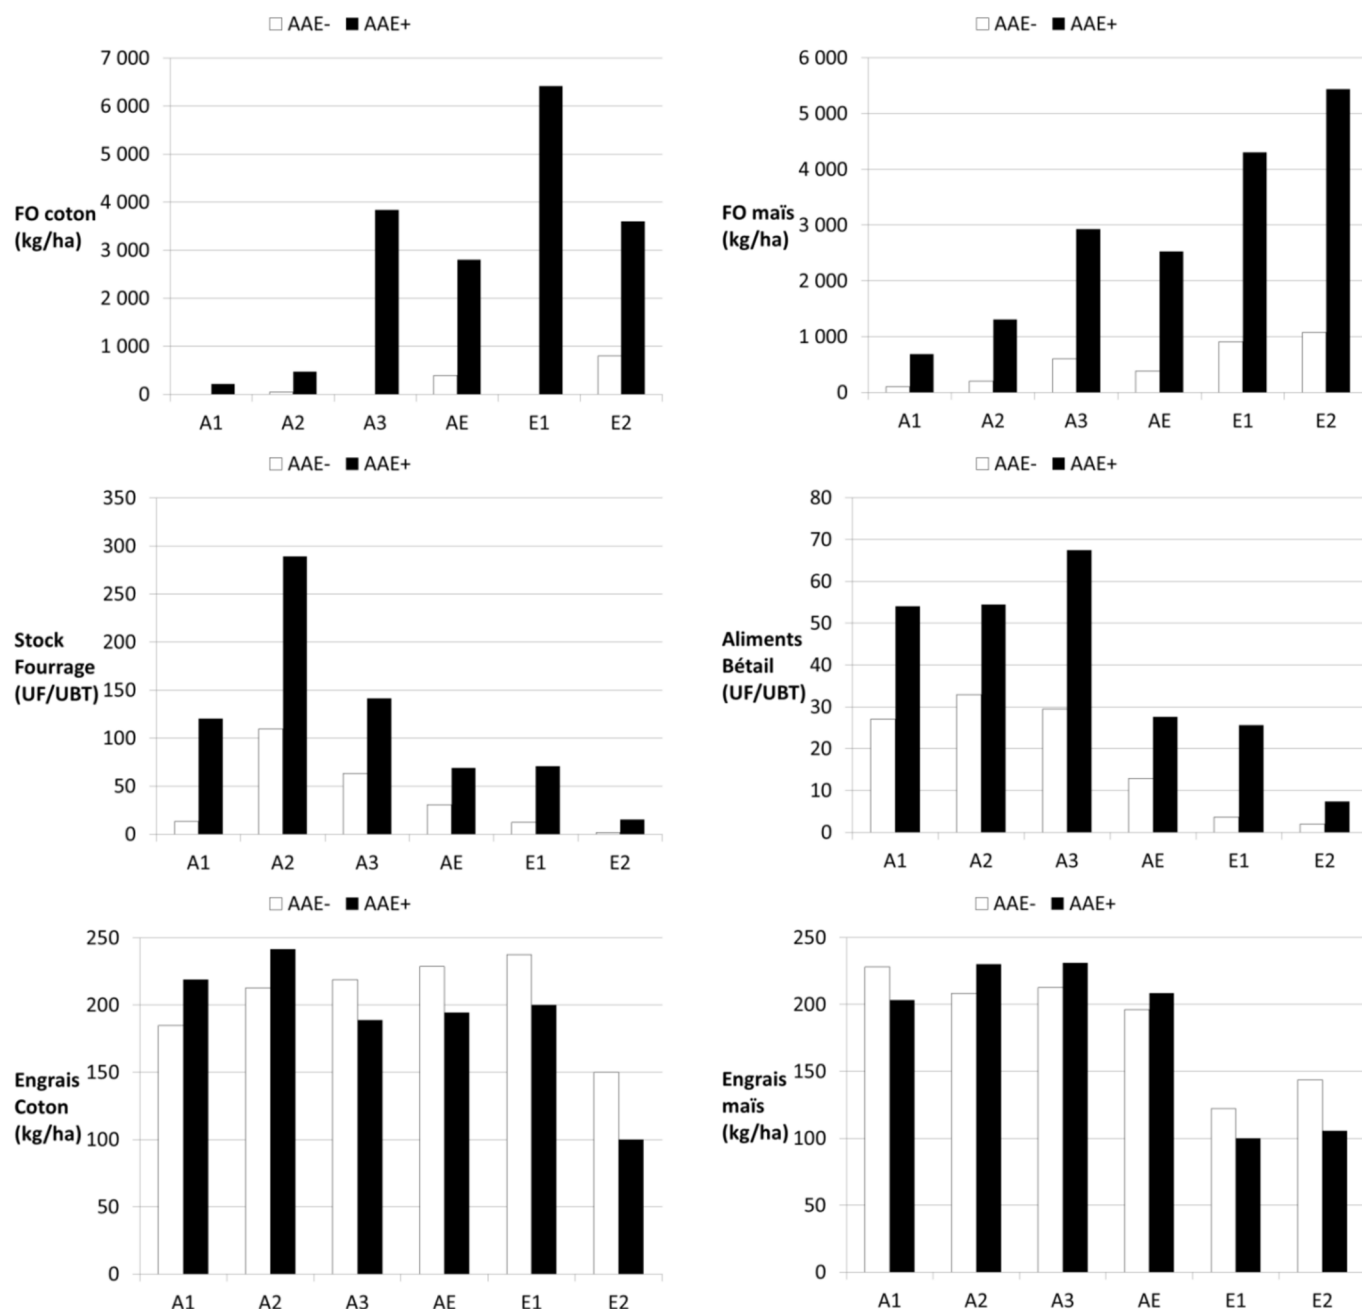 AAE- AAE+
7 000
6 000
5 000
4 000
3 000
2 000
1 000
0
FO coton
(kg/ha)
A1 A2 A3 AE E1 E2
AAE- AAE+
6 000
5 000
4 000
3 000
2 000
1 000
0
FO maïs
(kg/ha)
A1 A2 A3 AE E1 E2
AAE- AAE+
350
300
250
200
150
100
50
0
Stock
Fourrage
(UF/UBT)
A1 A2 A3 AE E1 E2
AAE- AAE+
80
70
60
50
40
30
20
10
0
Aliments
Bétail
(UF/UBT)
A1 A2 A3 AE E1 E2
AAE- AAE+
250
200
150
100
50
0
Engrais
Coton
(kg/ha)
A1 A2 A3 AE E1 E2
AAE- AAE+
250
200
150
100
50
0
Engrais
maïs
(kg/ha)
A1 A2 A3 AE E1 E2